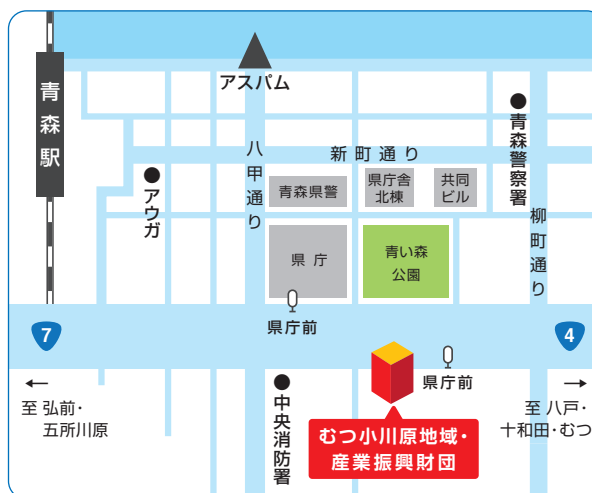 青森駅
アスパム
新町通り
八甲通り
アウガ
青森警察署
青森県警
県庁舎
北棟
共同
ビル
柳町通り
県庁
青い森
公園
県庁前
7
4
県庁前
至 弘前・
五所川原
中央消防署
むつ小川原地域・
産業振興財団
至 八戸・
十和田・むつ